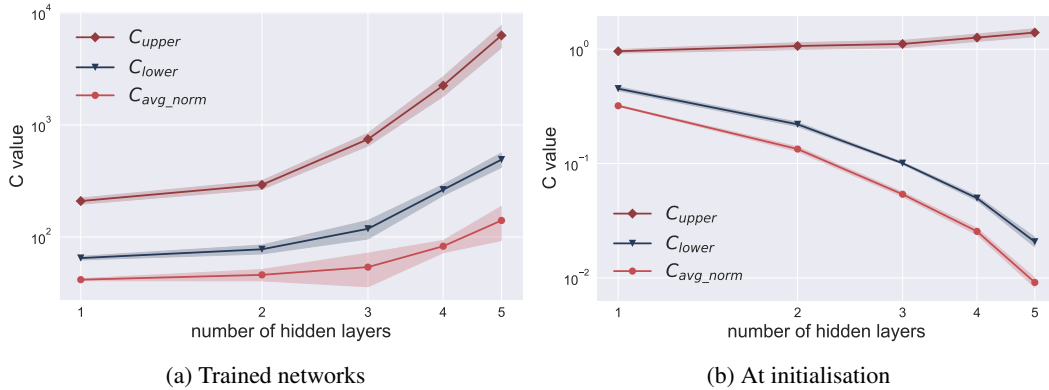 10^4
10^3
10^2
C value
C_upper
C_lower
C_avg_norm
1 2 3 4 5
number of hidden layers
(a) Trained networks
10^0
10^{-1}
10^{-2}
C value
C_upper
C_lower
C_avg_norm
1 2 3 4 5
number of hidden layers
(b) At initialisation